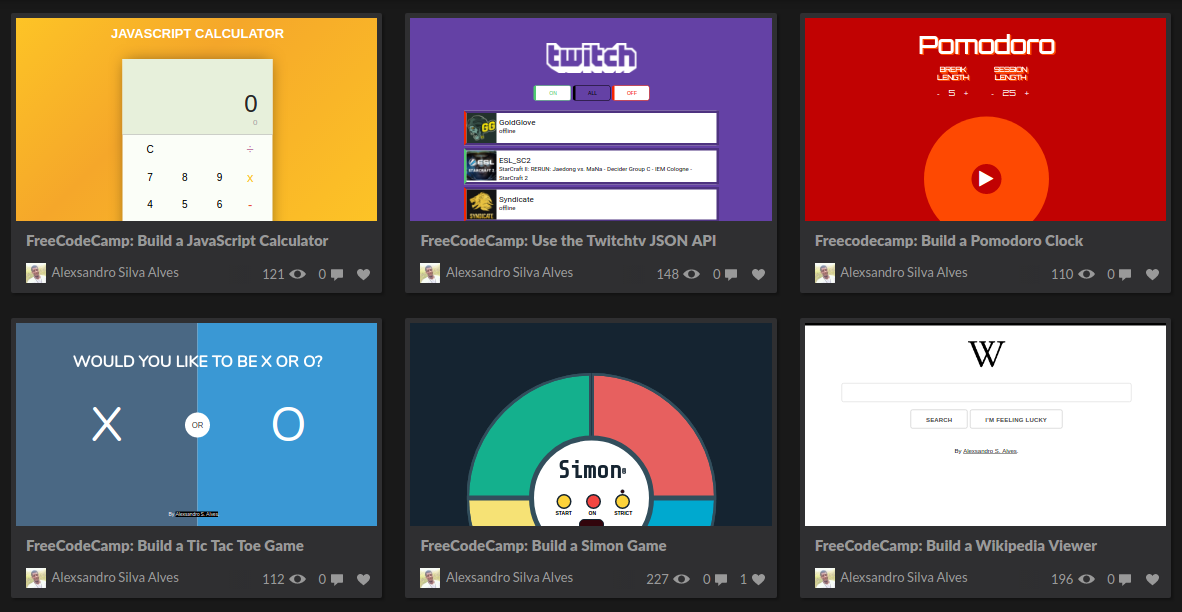 JAVASCRIPT CALCULATOR
0
0
C ÷
7 8 9 x
4 5 6 -
FreeCodeCamp: Build a JavaScript Calculator
Alexsandro Silva Alves 121 0
twitch
ON ALL OFF
GoldGlove
offline
ESL_SC2
StarCraft II: RERUN: Jaedong vs. MaNa - Decider Group C - IEM Cologne -
StarCraft 2
Syndicate
offline
GG
ESL
STARCRAFT II
SYNDICATE
FreeCodeCamp: Use the Twitchtv JSON API
Alexsandro Silva Alves 148 0
Pomodoro
BREAK SESSION
LENGTH LENGTH
- 5 + - 25 +
Freecodecamp: Build a Pomodoro Clock
Alexsandro Silva Alves 110 0
WOULD YOU LIKE TO BE X OR O?
X OR O
By Alexsandro S. Alves
FreeCodeCamp: Build a Tic Tac Toe Game
Alexsandro Silva Alves 112 0
Simon®
START ON STRICT
FreeCodeCamp: Build a Simon Game
Alexsandro Silva Alves 227 0 1
W
SEARCH I'M FEELING LUCKY
By Alexsandro S. Alves.
FreeCodeCamp: Build a Wikipedia Viewer
Alexsandro Silva Alves 196 0